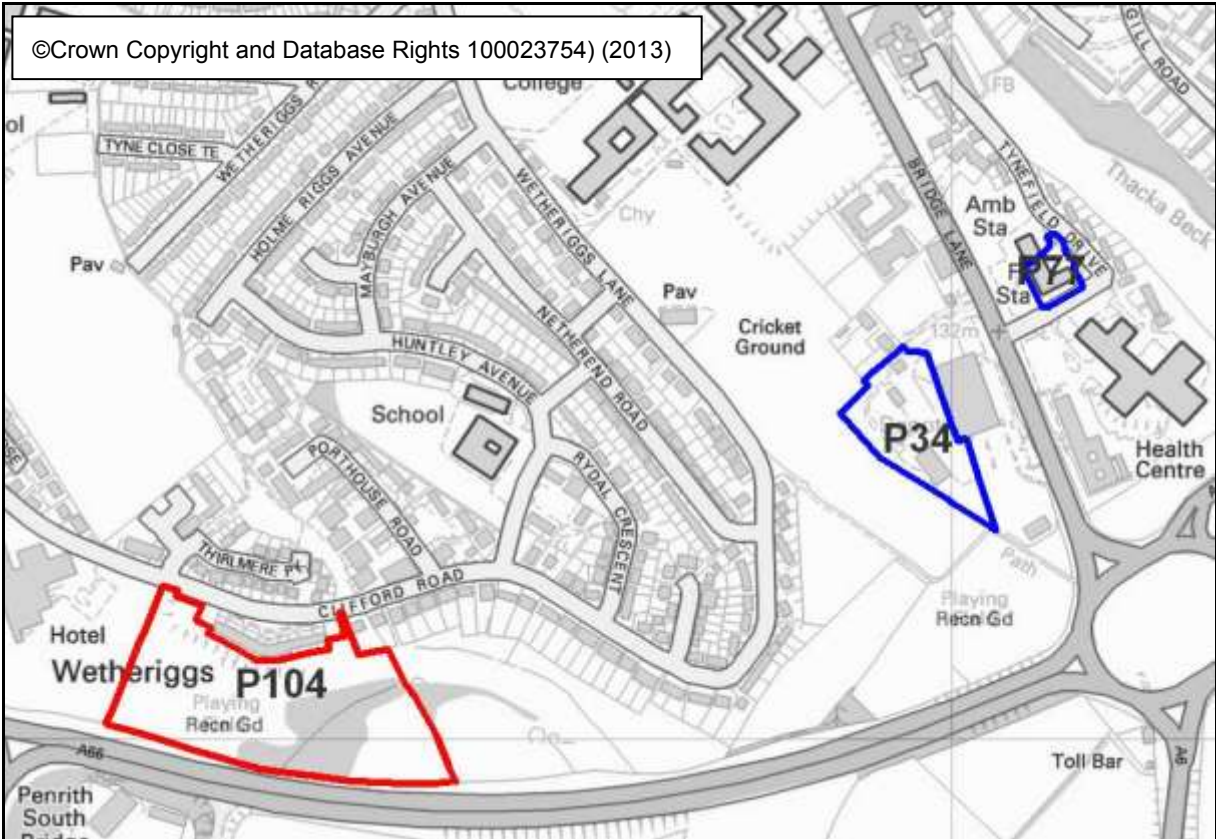 ©Crown Copyright and Database Rights 100023754) (2013)
College
GILL ROAD
FB
TYNE CLOSE TE
WETHERIGGS R
HOLME RIGGS AVENUE
MAYBURGH AVENUE
WETHERIGGS LANE
Chy
BRIDGE LANE
TYNEFIELD DRIVE
Thacka Beck
Amb
Sta
Pav
P77
Sta
Pav
NETHEREND ROAD
Cricket
Ground
132m
HUNTLEY AVENUE
School
P34
Health
Centre
PORTHOUSE ROAD
RYDAL CRESCENT
THIRLMERE P
CLIFFORD ROAD
Path
Playing
Recn Gd
Hotel
Wetheriggs
P104
Playing
Recn Gd
A66
Toll Bar
A6
Penrith
South
Bridge